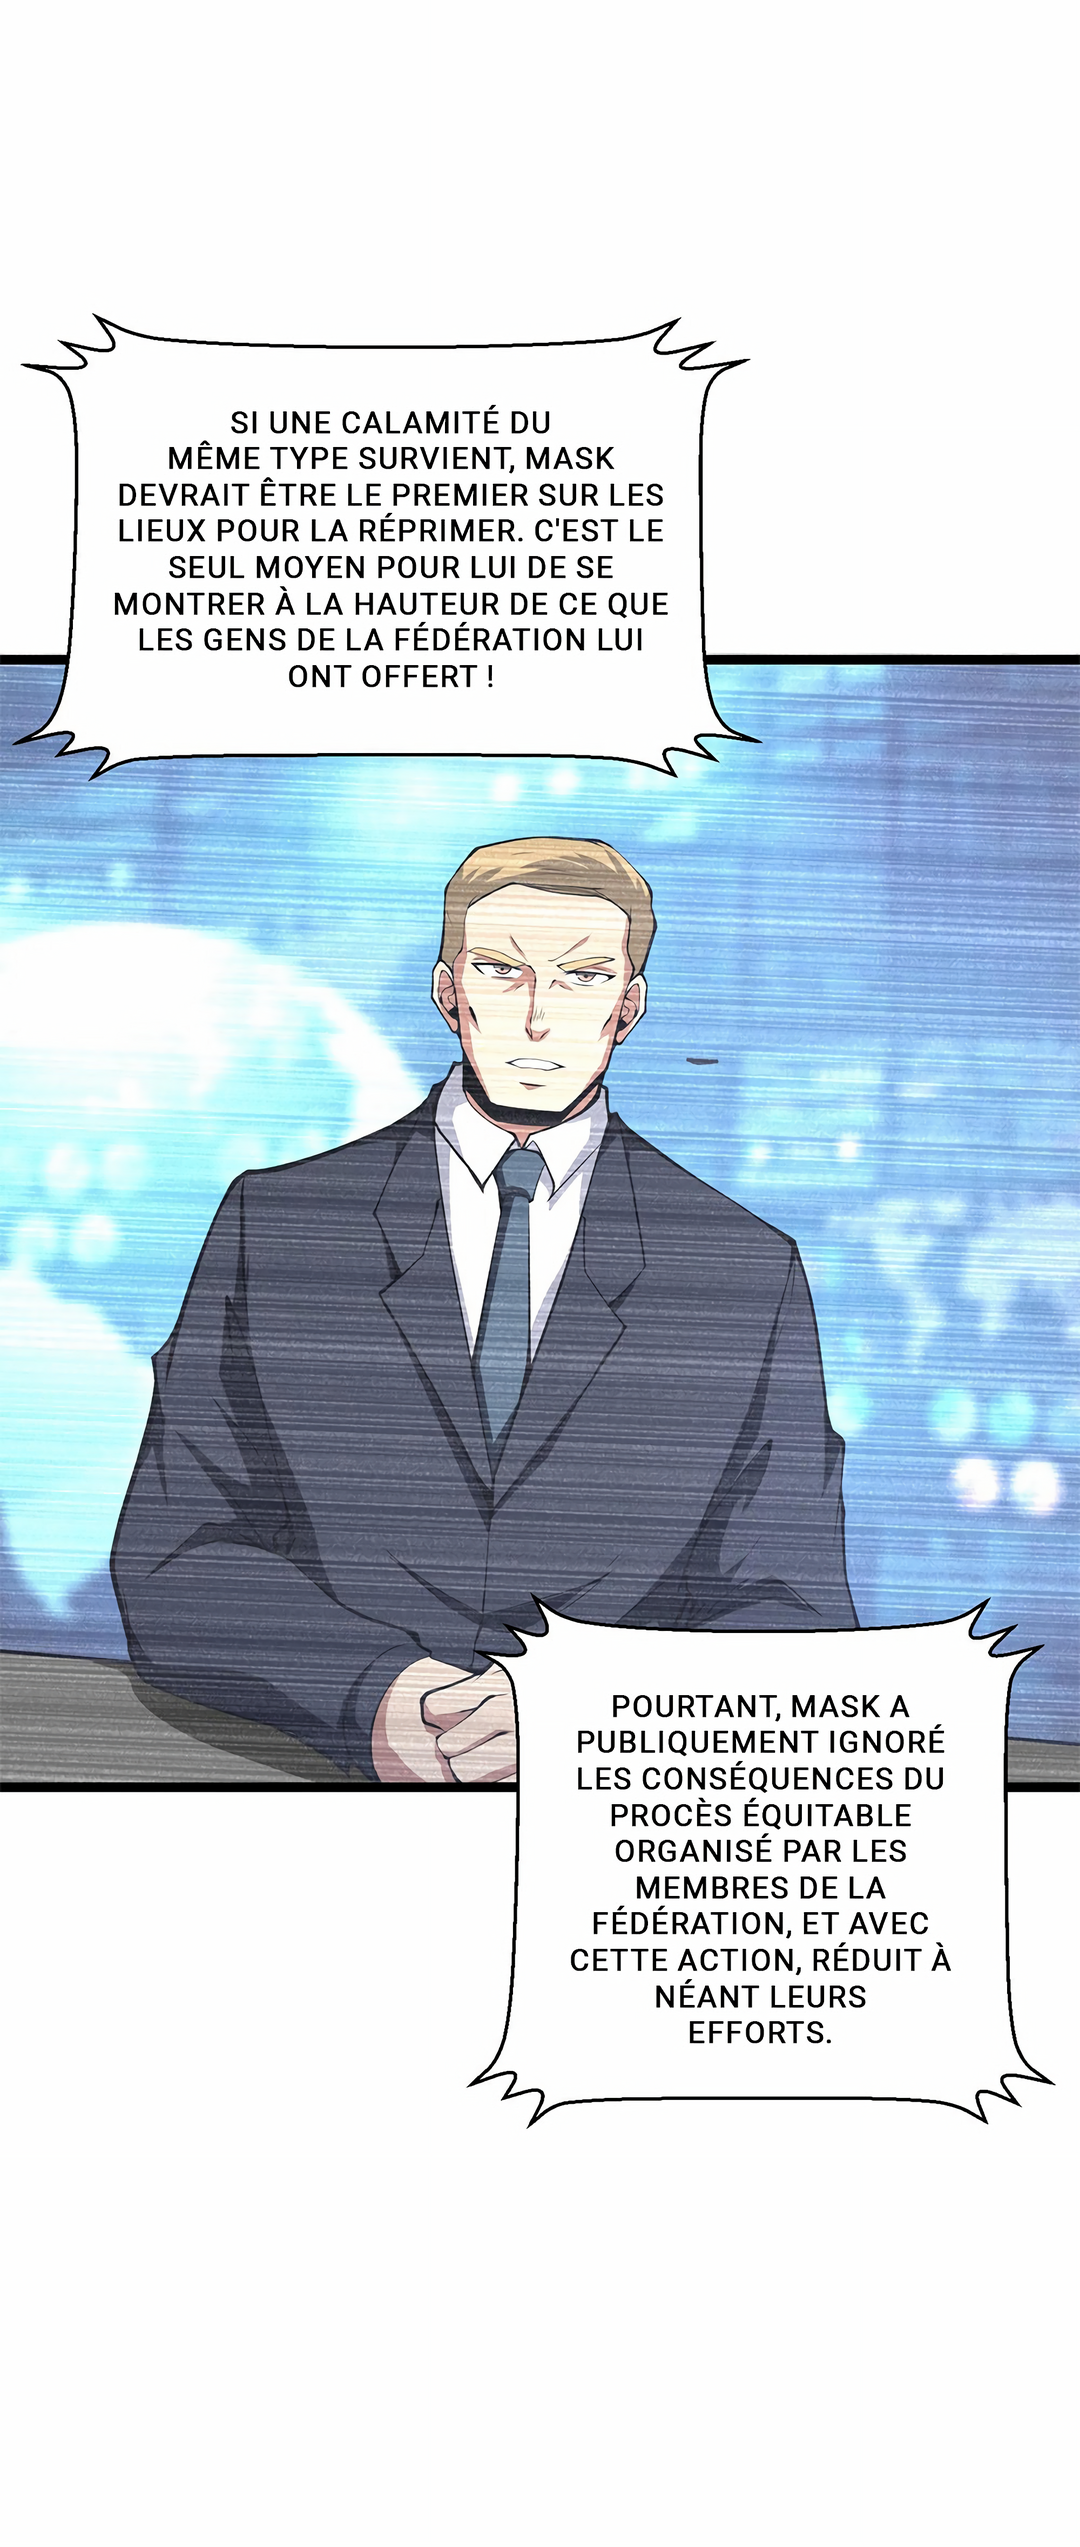 SI UNE CALAMITÉ DU
MÊME TYPE SURVIENT, MASK
DEVRAIT ÊTRE LE PREMIER SUR LES
LIEUX POUR LA RÉPRIMER. C'EST LE
SEUL MOYEN POUR LUI DE SE
MONTRER À LA HAUTEUR DE CE QUE
LES GENS DE LA FÉDÉRATION LUI
ONT OFFERT !
POURTANT, MASK A
PUBLIQUEMENT IGNORÉ
LES CONSÉQUENCES DU
PROCÈS ÉQUITABLE
ORGANISÉ PAR LES
MEMBRES DE LA
FÉDÉRATION, ET AVEC
CETTE ACTION, RÉDUIT À
NÉANT LEURS
EFFORTS.